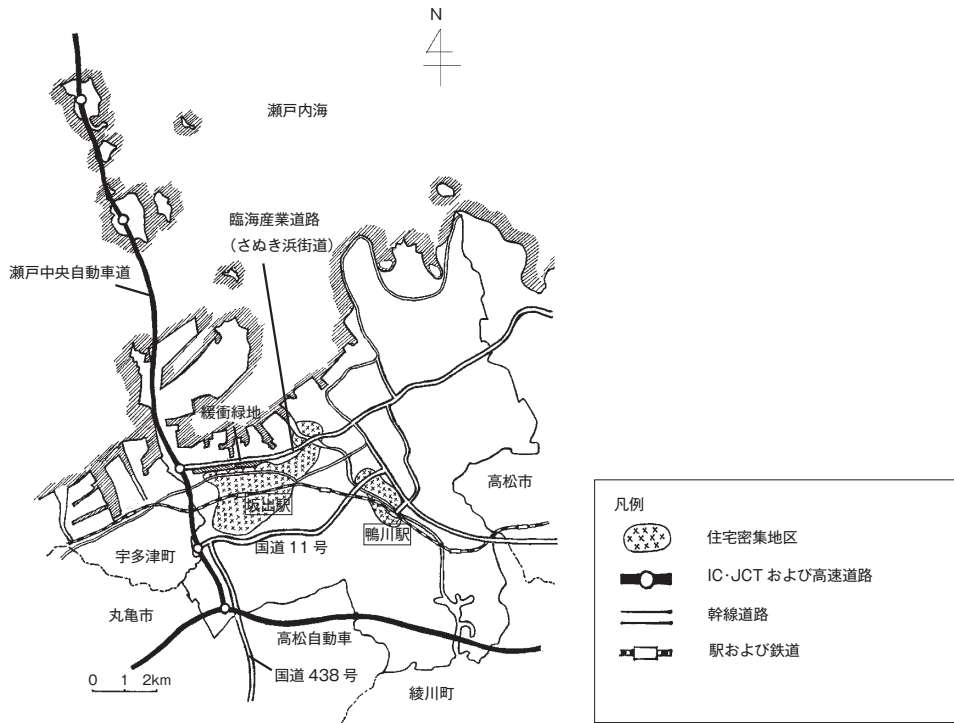 N
瀬戸内海
臨海産業道路
（さぬき浜街道）
瀬戸中央自動車道
緩衝緑地
高松市
坂出駅
鴨川駅
国道 11 号
宇多津町
丸亀市
高松自動車
国道 438 号
綾川町
0 1 2km
凡例
住宅密集地区
IC・JCT および高速道路
幹線道路
駅および鉄道